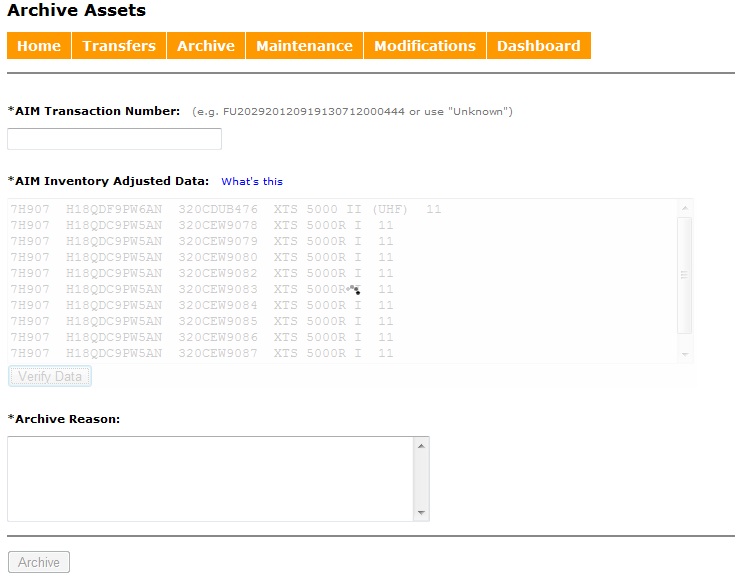 Archive Assets
Home Transfers Archive Maintenance Modifications Dashboard
*AIM Transaction Number: (e.g. FU202920120919130712000444 or use "Unknown")
*AIM Inventory Adjusted Data: What's this
7H907 H18QDF9PW6AN 320CDUB476 XTS 5000 II (UHF) 11
7H907 H18QDC9PW5AN 320CEW9078 XTS 5000R I 11
7H907 H18QDC9PW5AN 320CEW9079 XTS 5000R I 11
7H907 H18QDC9PW5AN 320CEW9080 XTS 5000R I 11
7H907 H18QDC9PW5AN 320CEW9082 XTS 5000R I 11
7H907 H18QDC9PW5AN 320CEW9083 XTS 5000R I 11
7H907 H18QDC9PW5AN 320CEW9084 XTS 5000R I 11
7H907 H18QDC9PW5AN 320CEW9085 XTS 5000R I 11
7H907 H18QDC9PW5AN 320CEW9086 XTS 5000R I 11
7H907 H18QDC9PW5AN 320CEW9087 XTS 5000R I 11
Verify Data
*Archive Reason:
Archive